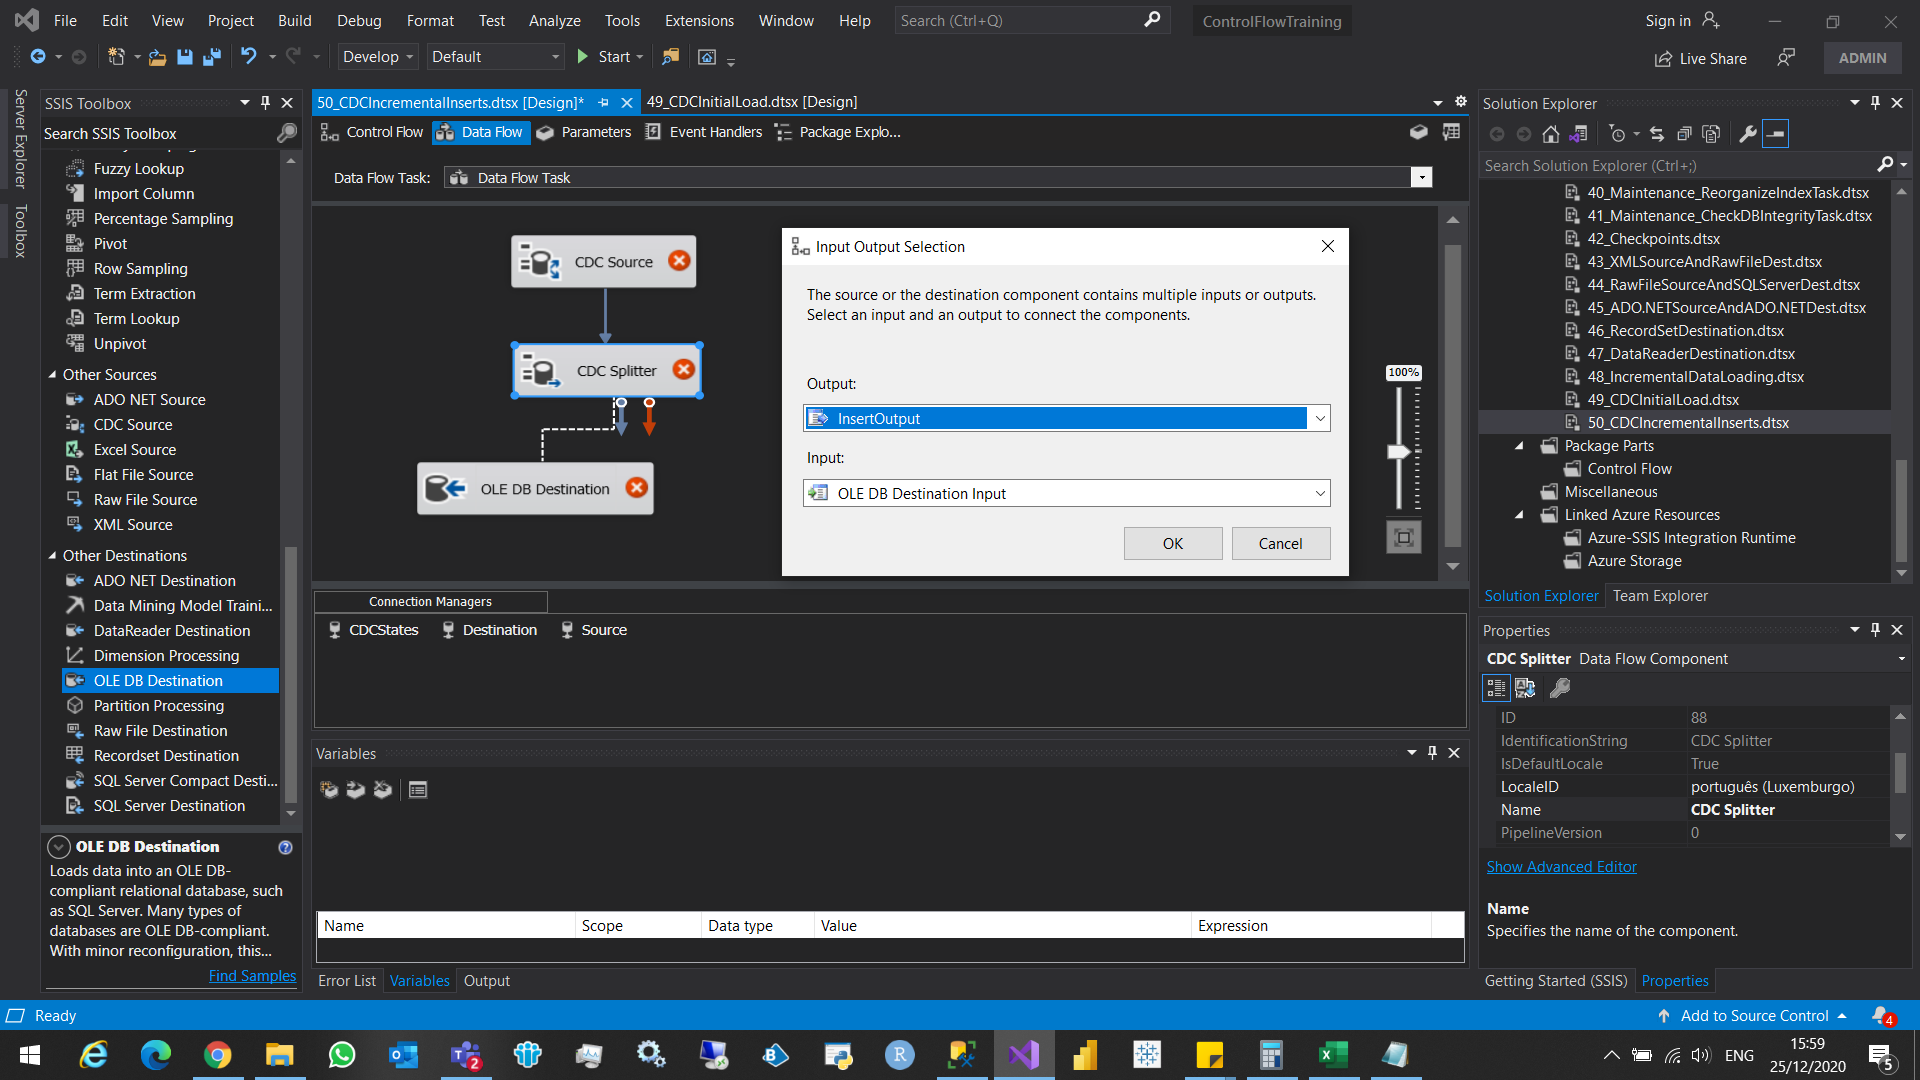 File Edit View Project Build Debug Format Test Analyze Tools Extensions Window Help Search (Ctrl+Q) ControlFlowTraining Sign in
Develop Default Start Live Share ADMIN
Server Explorer
Toolbox
SSIS Toolbox
Search SSIS Toolbox
Fuzzy Lookup
Import Column
Percentage Sampling
Pivot
Row Sampling
Term Extraction
Term Lookup
Unpivot
Other Sources
ADO NET Source
CDC Source
Excel Source
Flat File Source
Raw File Source
XML Source
Other Destinations
ADO NET Destination
Data Mining Model Traini...
DataReader Destination
Dimension Processing
OLE DB Destination
Partition Processing
Raw File Destination
Recordset Destination
SQL Server Compact Desti...
SQL Server Destination
OLE DB Destination
Loads data into an OLE DB-
compliant relational database, such
as SQL Server. Many types of
databases are OLE DB-compliant.
With minor reconfiguration, this...
Find Samples
50_CDCIncrementalInserts.dtsx [Design]* 49_CDCInitialLoad.dtsx [Design]
Control Flow Data Flow Parameters Event Handlers Package Explo...
Data Flow Task: Data Flow Task
CDC Source
CDC Splitter
OLE DB Destination
Input Output Selection
The source or the destination component contains multiple inputs or outputs.
Select an input and an output to connect the components.
Output:
InsertOutput
Input:
OLE DB Destination Input
OK Cancel
100%
Connection Managers
CDCStates Destination Source
Variables
Name Scope Data type Value Expression
Error List Variables Output
Solution Explorer
Search Solution Explorer (Ctrl+;)
40_Maintenance_ReorganizeIndexTask.dtsx
41_Maintenance_CheckDBIntegrityTask.dtsx
42_Checkpoints.dtsx
43_XMLSourceAndRawFileDest.dtsx
44_RawFileSourceAndSQLServerDest.dtsx
45_ADO.NETSourceAndADO.NETDest.dtsx
46_RecordSetDestination.dtsx
47_DataReaderDestination.dtsx
48_IncrementalDataLoading.dtsx
49_CDCInitialLoad.dtsx
50_CDCIncrementalInserts.dtsx
Package Parts
Control Flow
Miscellaneous
Linked Azure Resources
Azure-SSIS Integration Runtime
Azure Storage
Solution Explorer Team Explorer
Properties
CDC Splitter Data Flow Component
ID 88
IdentificationString CDC Splitter
IsDefaultLocale True
LocaleID português (Luxemburgo)
Name CDC Splitter
PipelineVersion 0
Show Advanced Editor
Name
Specifies the name of the component.
Getting Started (SSIS) Properties
Ready Add to Source Control 4
2 ENG 15:59
25/12/2020 5